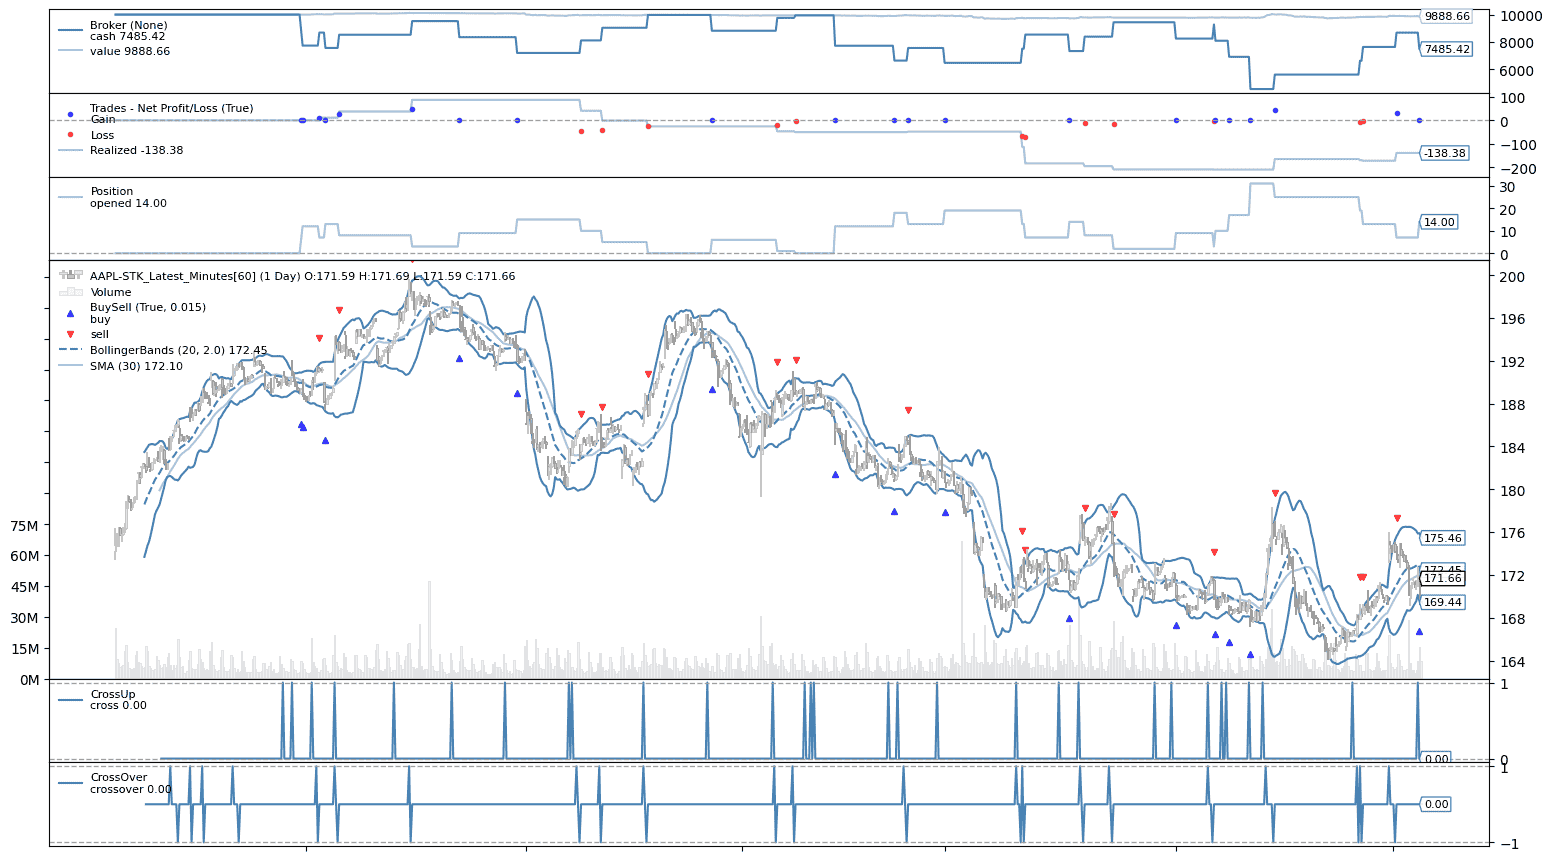 Broker (None)
cash 7485.42
value 9888.66
9888.66
7485.42
10000
8000
6000
Trades - Net Profit/Loss (True)
Gain
Loss
Realized -138.38
-138.38
100
0
−100
−200
Position
opened 14.00
14.00
30
20
10
0
AAPL-STK_Latest_Minutes[60] (1 Day) O:171.59 H:171.69 L:171.59 C:171.66
Volume
BuySell (True, 0.015)
buy
sell
BollingerBands (20, 2.0) 172.45
SMA (30) 172.10
75M
60M
45M
30M
15M
0M
200
196
192
188
184
180
176
172
168
164
175.46
172.45
171.66
169.44
CrossUp
cross 0.00
0.00
1
0
CrossOver
crossover 0.00
0.00
1
−1